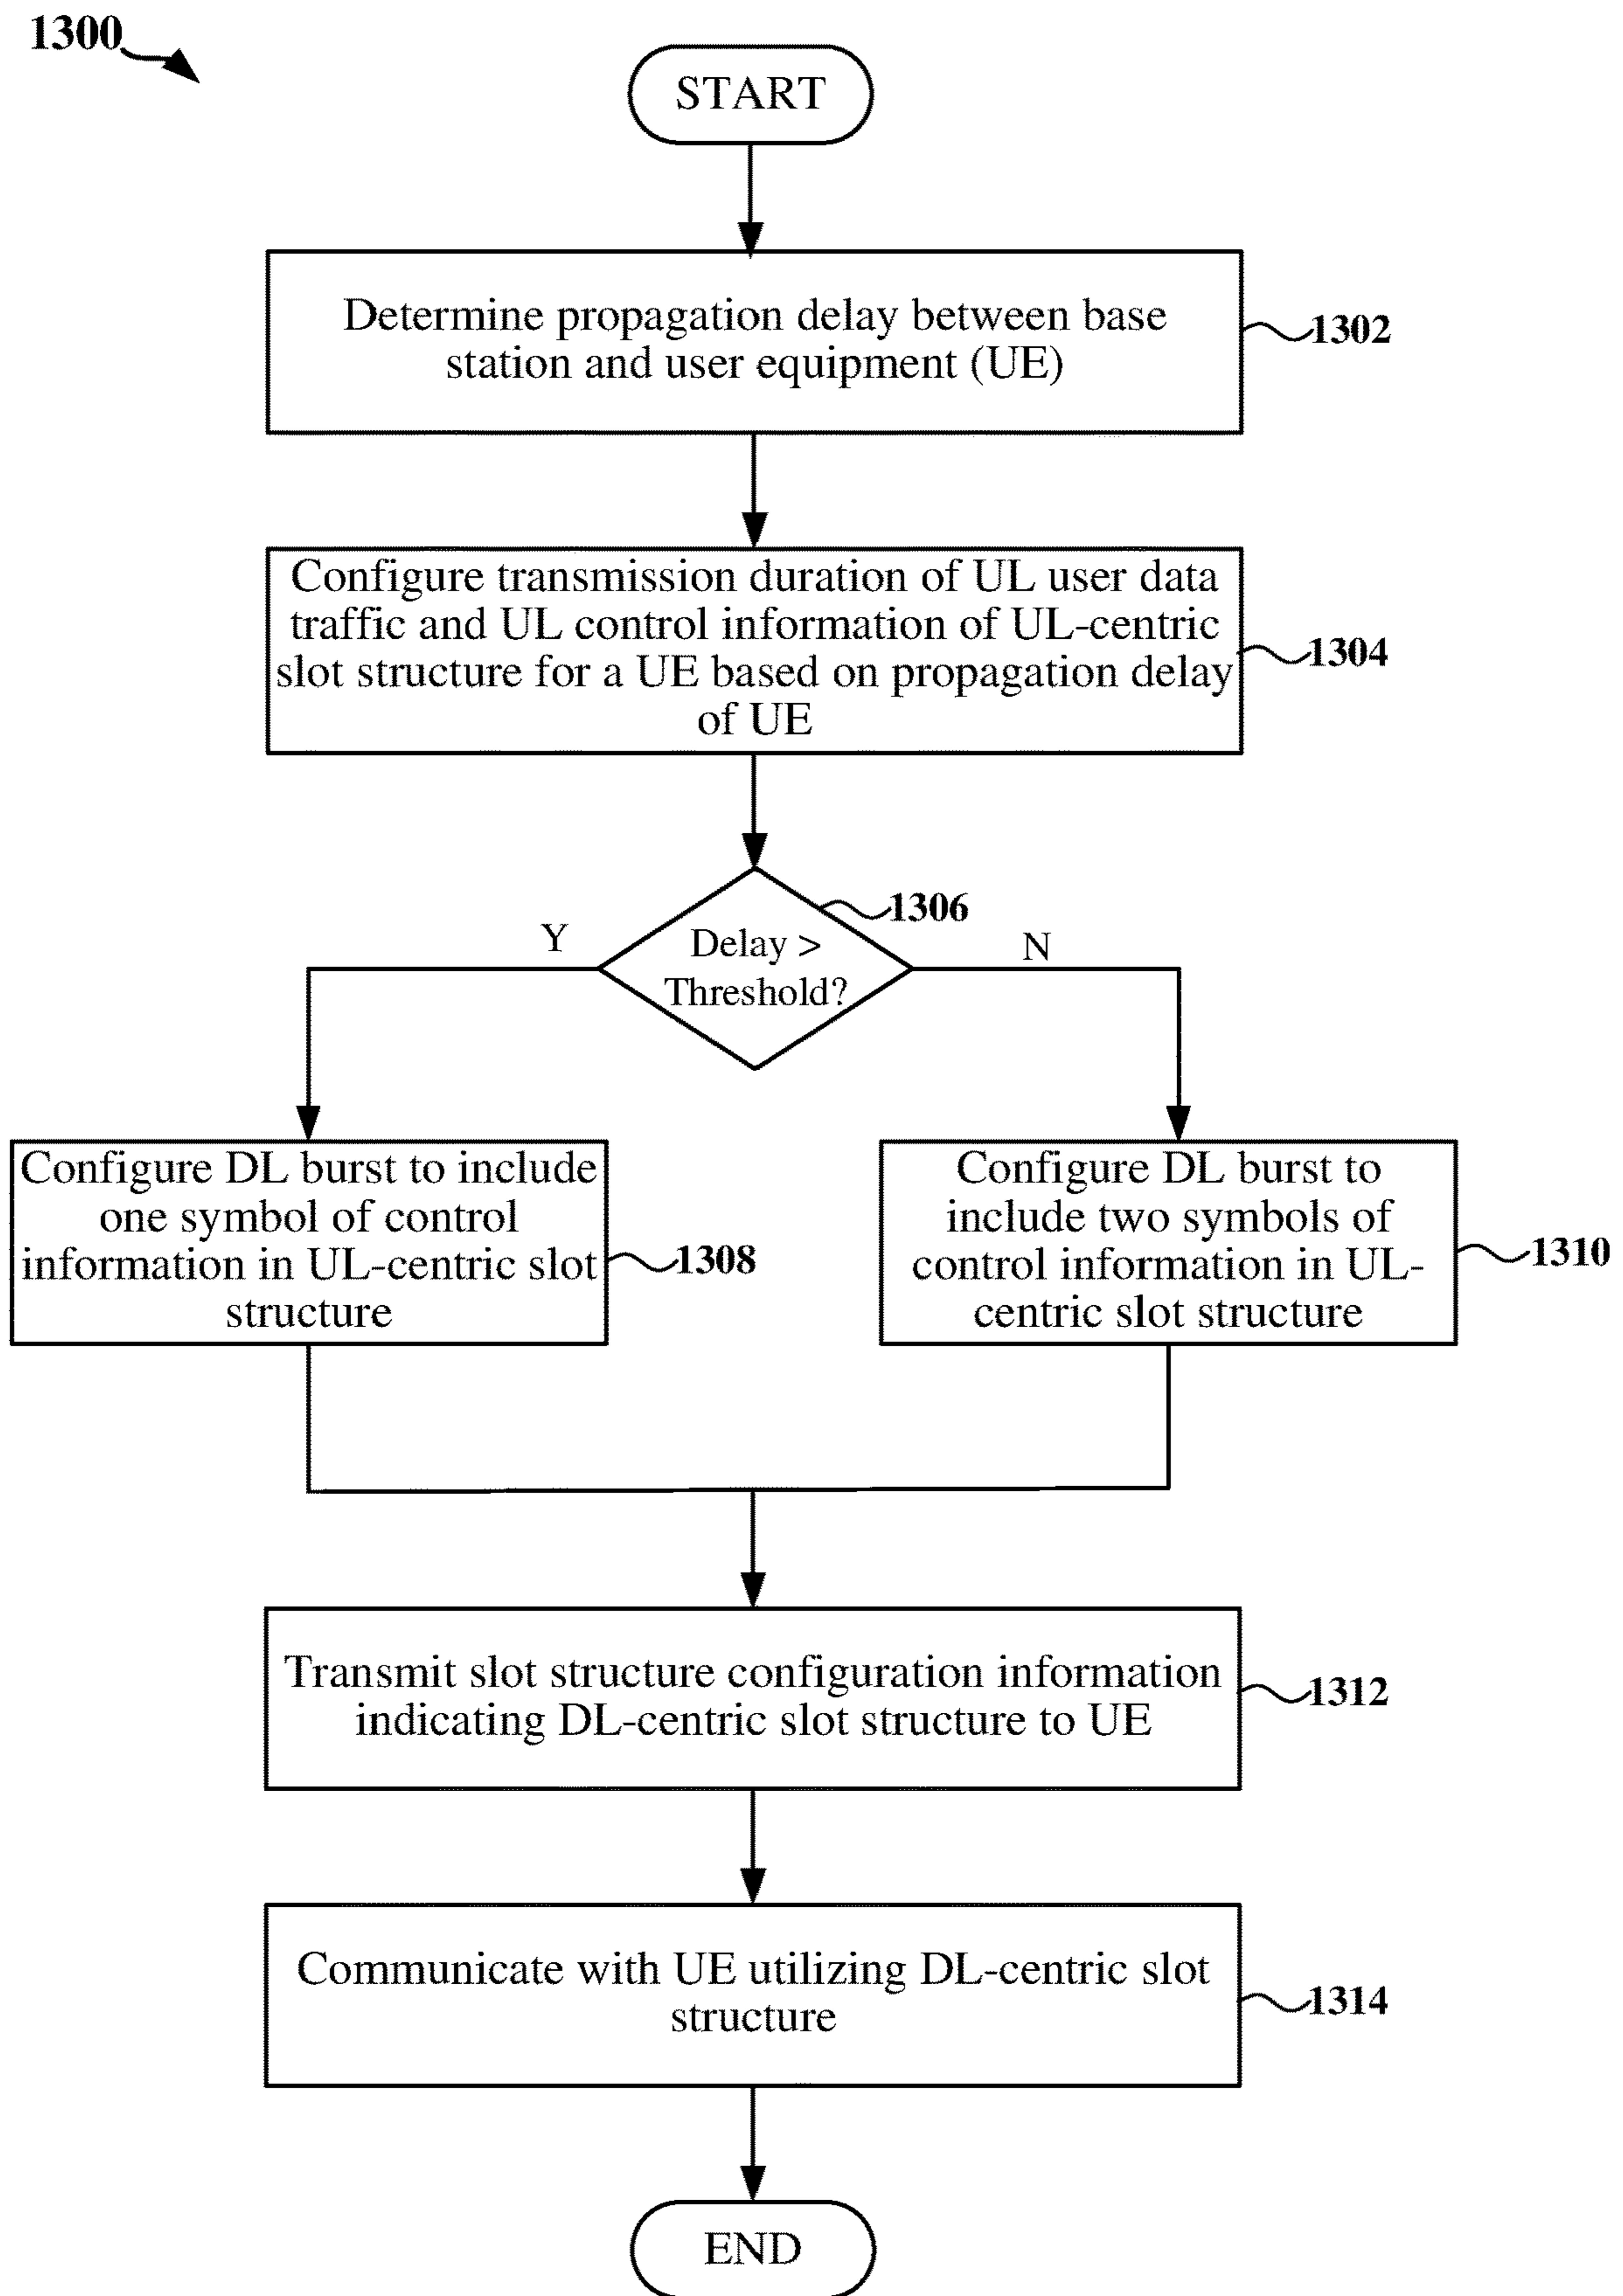 1300
START
Determine propagation delay between base
station and user equipment (UE)
1302
Configure transmission duration of UL user data
traffic and UL control information of UL-centric
slot structure for a UE based on propagation delay
of UE
1304
1306
Delay >
Threshold?
Y
N
Configure DL burst to include
one symbol of control
information in UL-centric slot
structure
1308
Configure DL burst to
include two symbols of
control information in UL-
centric slot structure
1310
Transmit slot structure configuration information
indicating DL-centric slot structure to UE
1312
Communicate with UE utilizing DL-centric slot
structure
1314
END